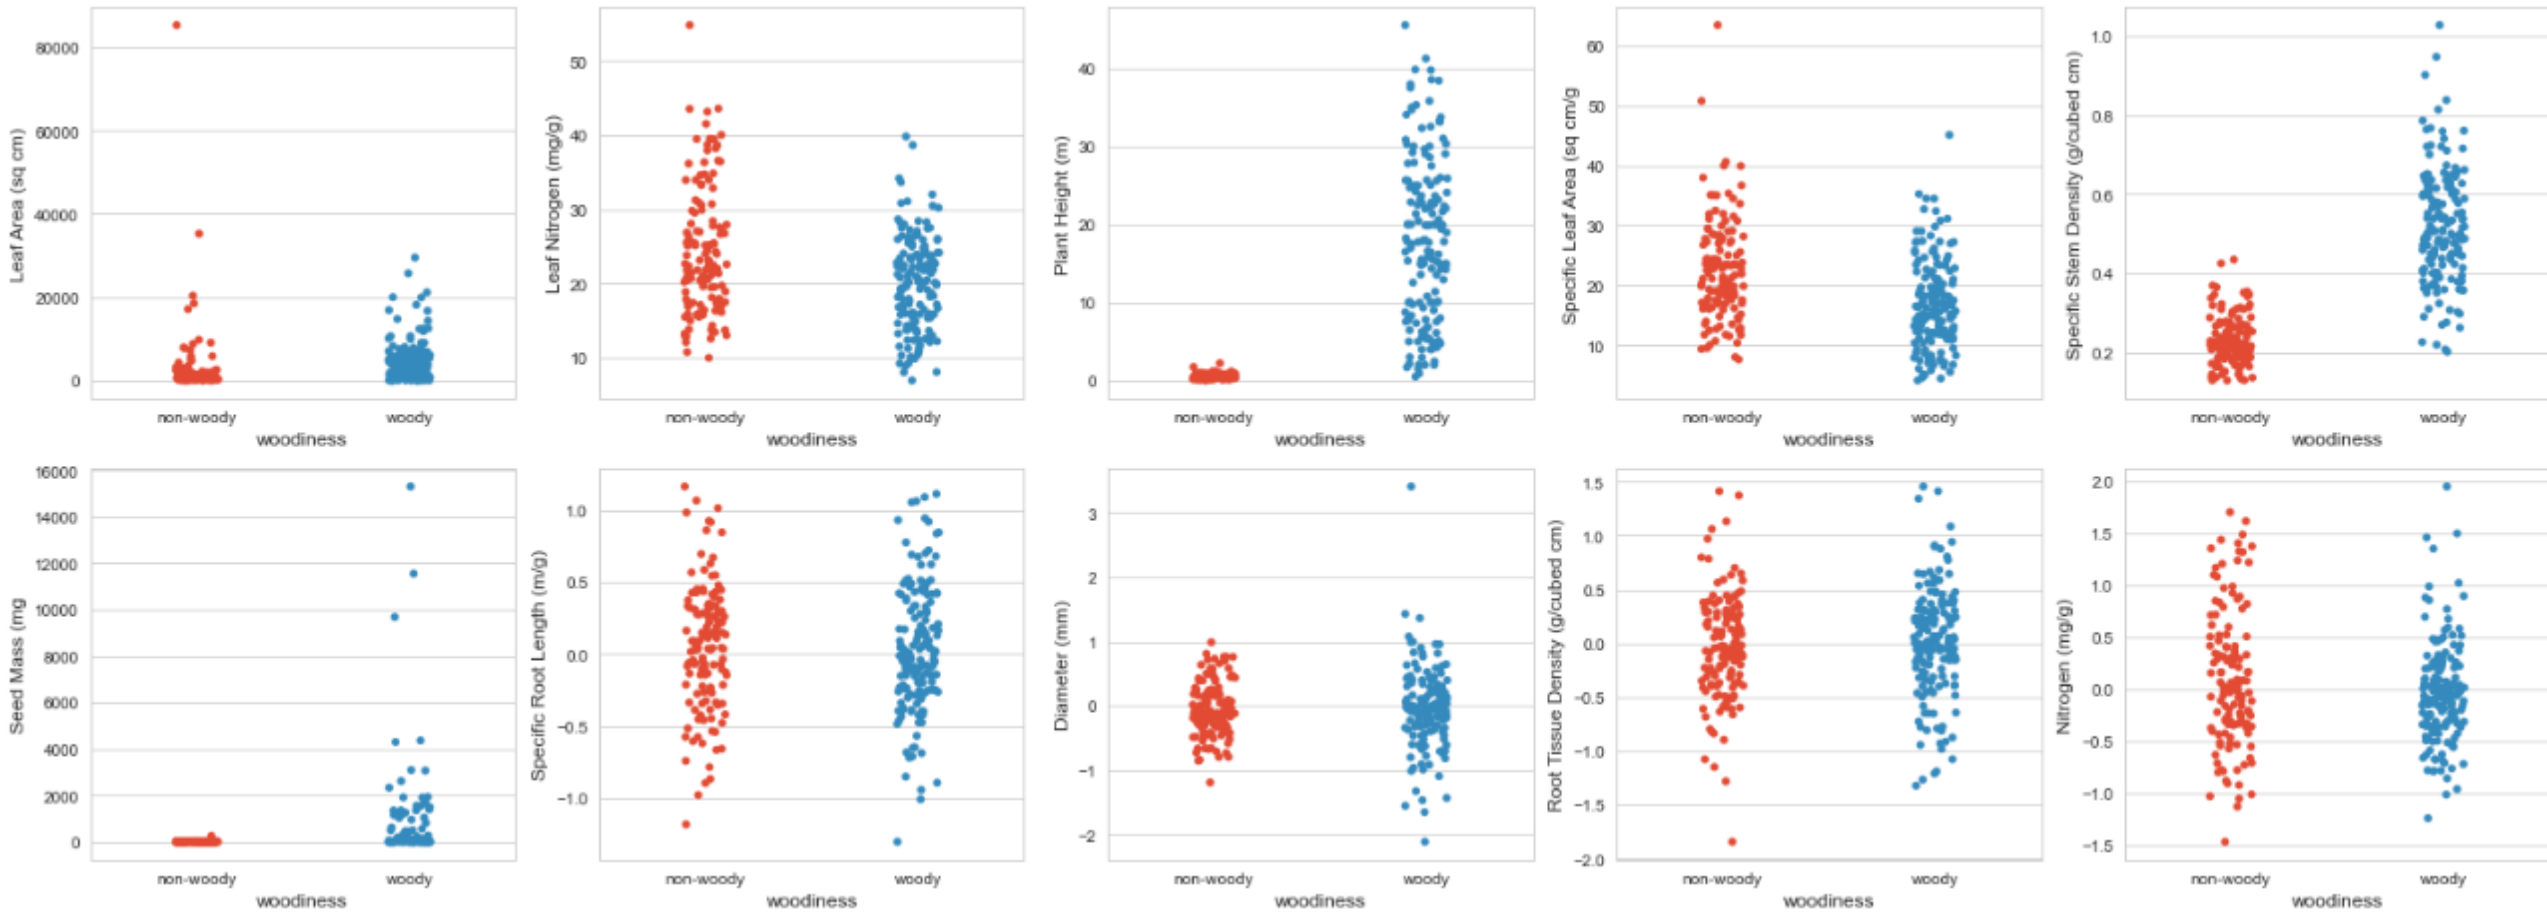 Leaf Area (sq cm)
80000
60000
40000
20000
0
non-woody woody
woodiness
Leaf Nitrogen (mg/g)
50
40
30
20
10
non-woody woody
woodiness
Plant Height (m)
40
30
20
10
0
non-woody woody
woodiness
Specific Leaf Area (sq cm/g
60
50
40
30
20
10
non-woody woody
woodiness
Specific Stem Density (g/cubed cm)
1.0
0.8
0.6
0.4
0.2
non-woody woody
woodiness
Seed Mass (mg
16000
14000
12000
10000
8000
6000
4000
2000
0
non-woody woody
woodiness
Specific Root Length (m/g)
1.0
0.5
0.0
−0.5
−1.0
non-woody woody
woodiness
Diameter (mm)
3
2
1
0
−1
−2
non-woody woody
woodiness
Root Tissue Density (g/cubed cm)
1.5
1.0
0.5
0.0
−0.5
−1.0
−1.5
−2.0
non-woody woody
woodiness
Nitrogen (mg/g)
2.0
1.5
1.0
0.5
0.0
−0.5
−1.0
−1.5
non-woody woody
woodiness